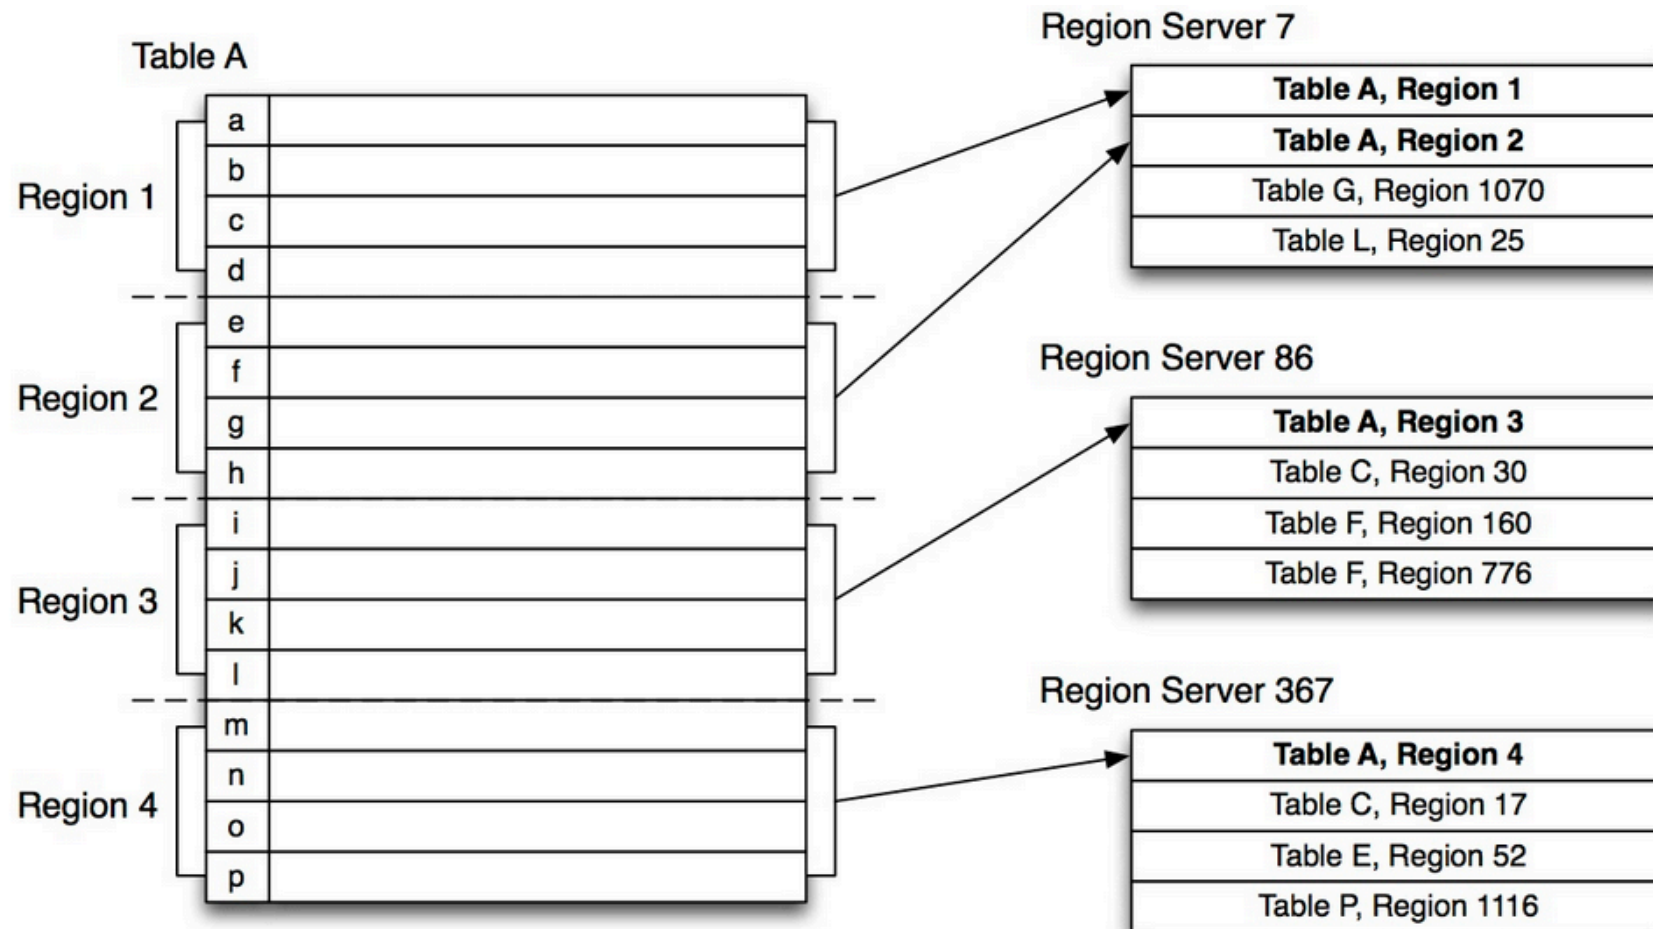 Table A
a
b
c
d
e
f
g
h
i
j
k
l
m
n
o
p
Region 1
Region 2
Region 3
Region 4
Region Server 7
Table A, Region 1
Table A, Region 2
Table G, Region 1070
Table L, Region 25
Region Server 86
Table A, Region 3
Table C, Region 30
Table F, Region 160
Table F, Region 776
Region Server 367
Table A, Region 4
Table C, Region 17
Table E, Region 52
Table P, Region 1116